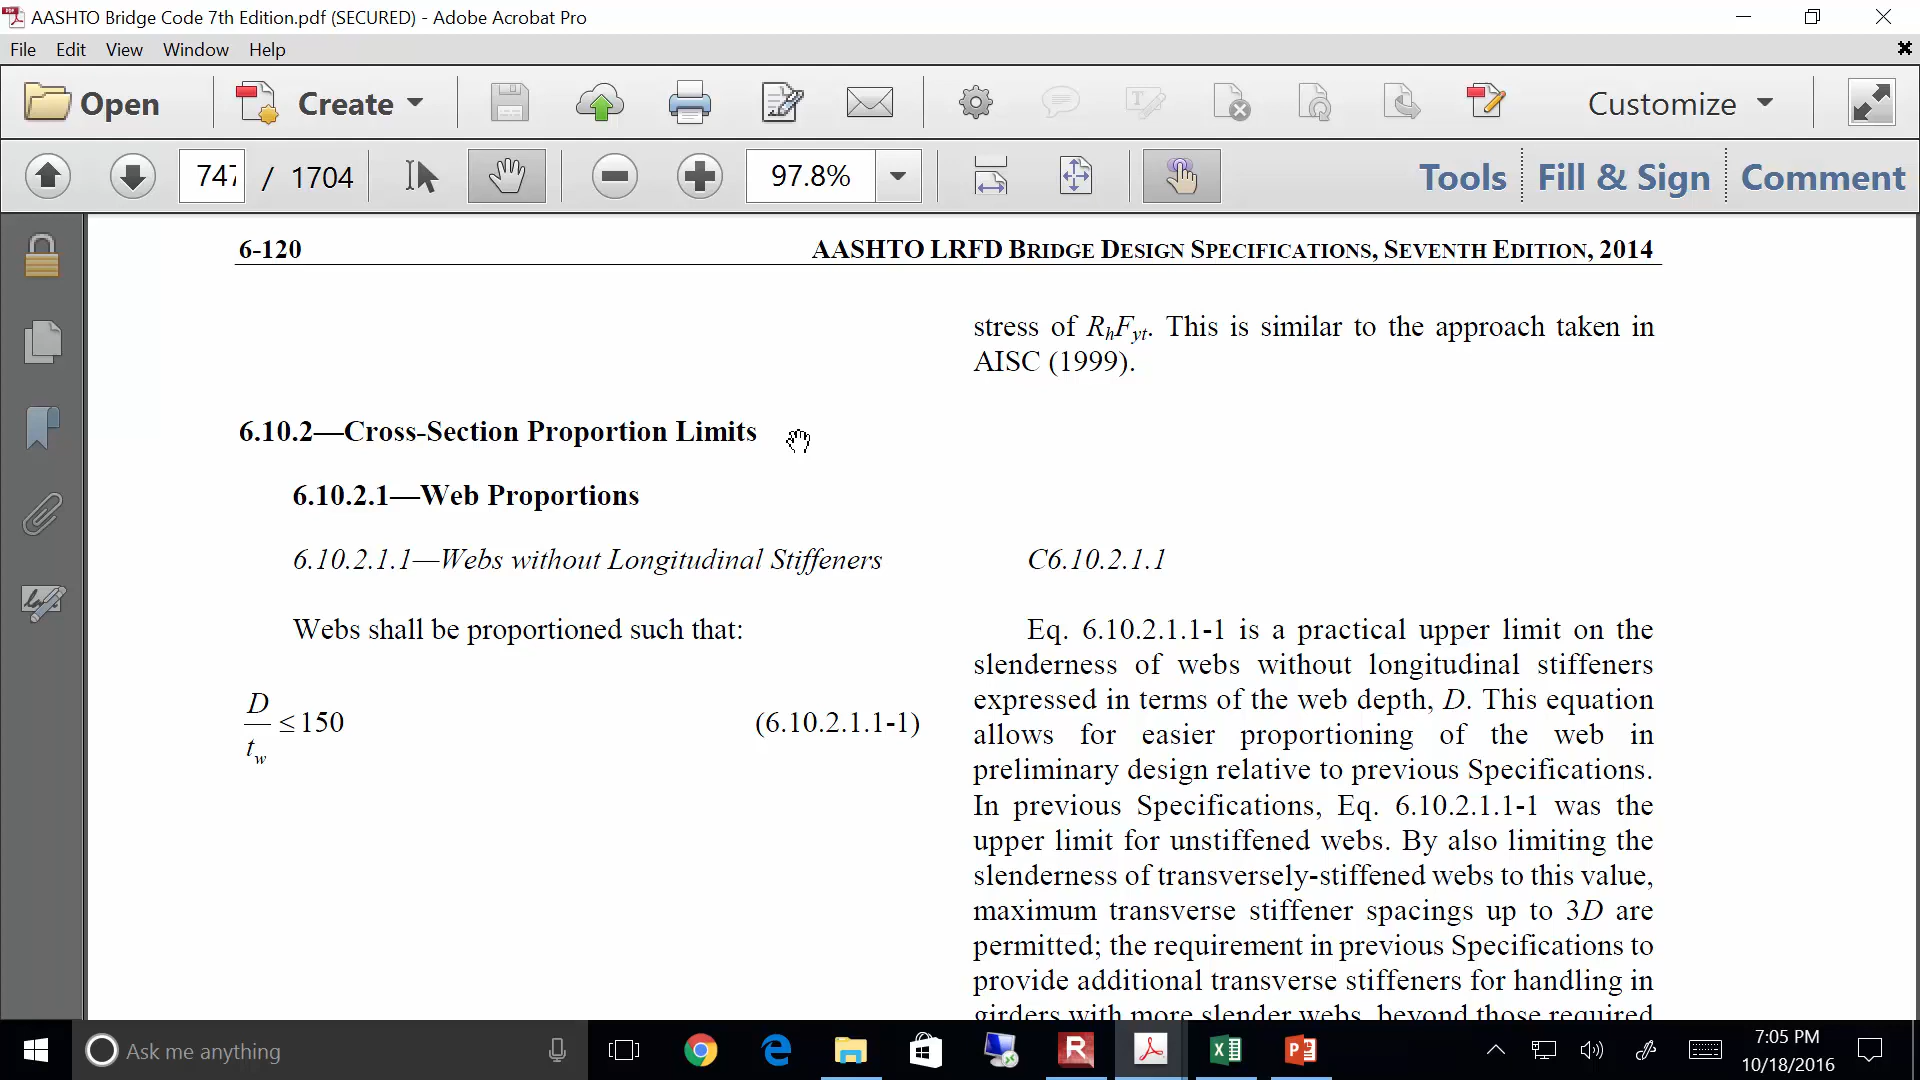 AASHTO Bridge Code 7th Edition.pdf (SECURED) - Adobe Acrobat Pro
File Edit View Window Help
Open Create Customize
747 / 1704 97.8% Tools Fill & Sign Comment
6-120 AASHTO LRFD BRIDGE DESIGN SPECIFICATIONS, SEVENTH EDITION, 2014
stress of RhFyt. This is similar to the approach taken in
AISC (1999).
6.10.2—Cross-Section Proportion Limits
6.10.2.1—Web Proportions
6.10.2.1.1—Webs without Longitudinal Stiffeners
Webs shall be proportioned such that:
D/tw ≤ 150 (6.10.2.1.1-1)
C6.10.2.1.1
Eq. 6.10.2.1.1-1 is a practical upper limit on the
slenderness of webs without longitudinal stiffeners
expressed in terms of the web depth, D. This equation
allows for easier proportioning of the web in
preliminary design relative to previous Specifications.
In previous Specifications, Eq. 6.10.2.1.1-1 was the
upper limit for unstiffened webs. By also limiting the
slenderness of transversely-stiffened webs to this value,
maximum transverse stiffener spacings up to 3D are
permitted; the requirement in previous Specifications to
provide additional transverse stiffeners for handling in
girders with more slender webs, beyond those required
Ask me anything
7:05 PM
10/18/2016